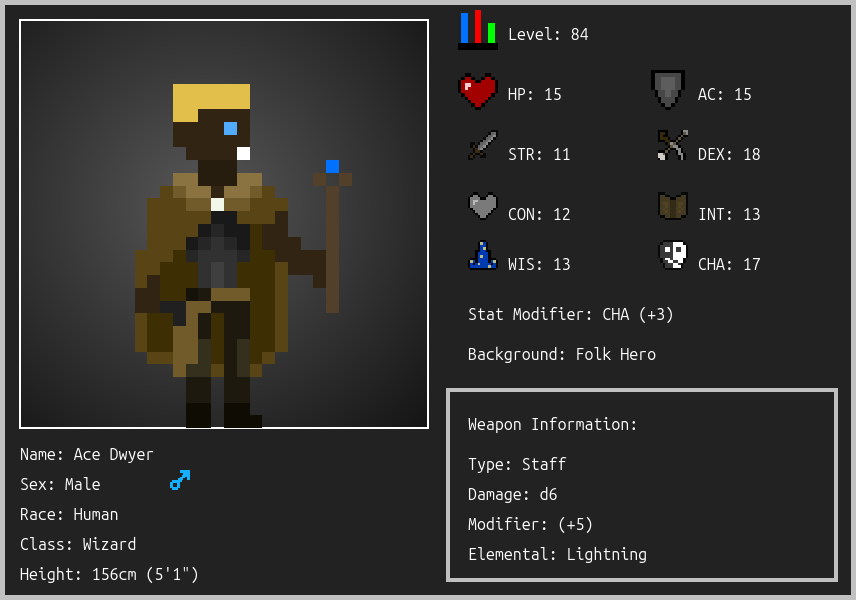 Level: 84
HP: 15
AC: 15
STR: 11
DEX: 18
CON: 12
INT: 13
WIS: 13
CHA: 17
Stat Modifier: CHA (+3)
Background: Folk Hero
Weapon Information:
Type: Staff
Damage: d6
Modifier: (+5)
Elemental: Lightning
Name: Ace Dwyer
Sex: Male
Race: Human
Class: Wizard
Height: 156cm (5'1")